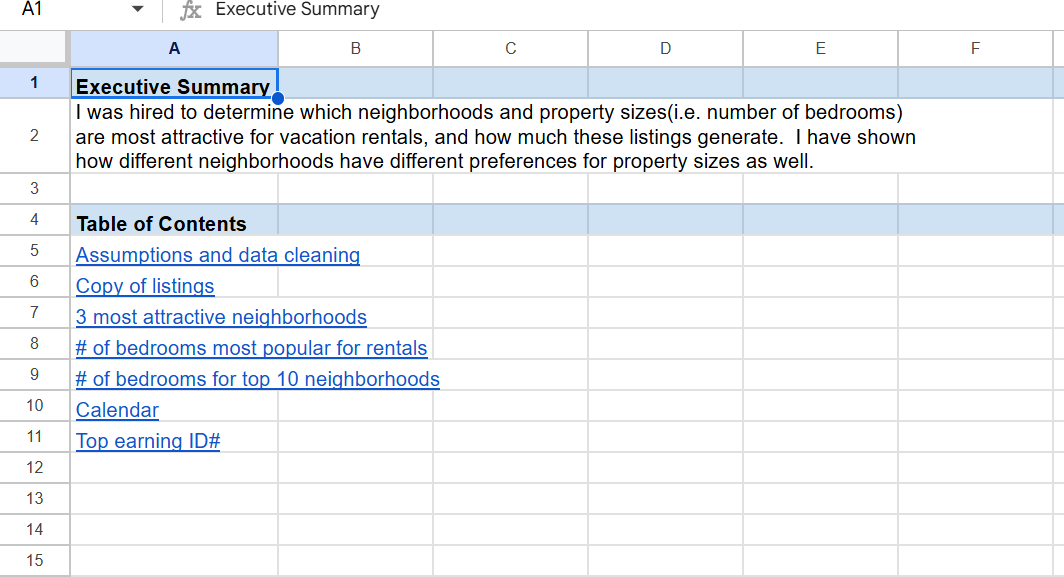 A1 fx Executive Summary
A B C D E F
1 Executive Summary
I was hired to determine which neighborhoods and property sizes(i.e. number of bedrooms)
2 are most attractive for vacation rentals, and how much these listings generate.  I have shown
how different neighborhoods have different preferences for property sizes as well.
3
4 Table of Contents
5 Assumptions and data cleaning
6 Copy of listings
7 3 most attractive neighborhoods
8 # of bedrooms most popular for rentals
9 # of bedrooms for top 10 neighborhoods
10 Calendar
11 Top earning ID#
12
13
14
15